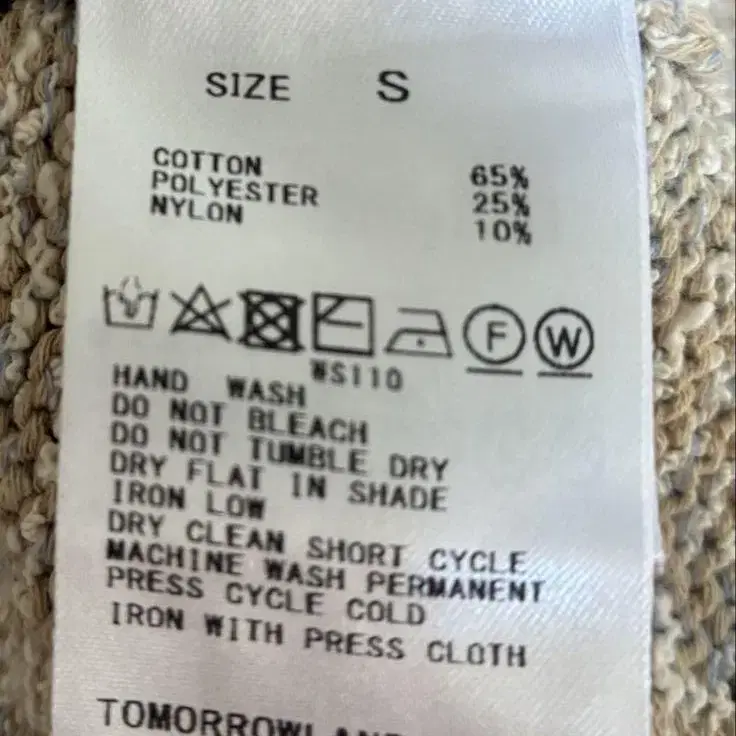 SIZE S
COTTON 65%
POLYESTER 25%
NYLON 10%
F W
WS110
HAND WASH
DO NOT BLEACH
DO NOT TUMBLE DRY
DRY FLAT IN SHADE
IRON LOW
DRY CLEAN SHORT CYCLE
MACHINE WASH PERMANENT
PRESS CYCLE COLD
IRON WITH PRESS CLOTH